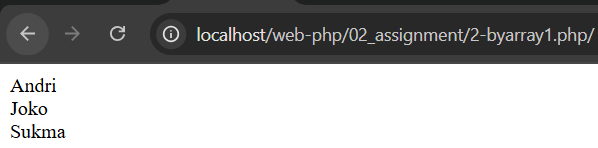 localhost/web-php/02_assignment/2-byarray1.php/
Andri
Joko
Sukma